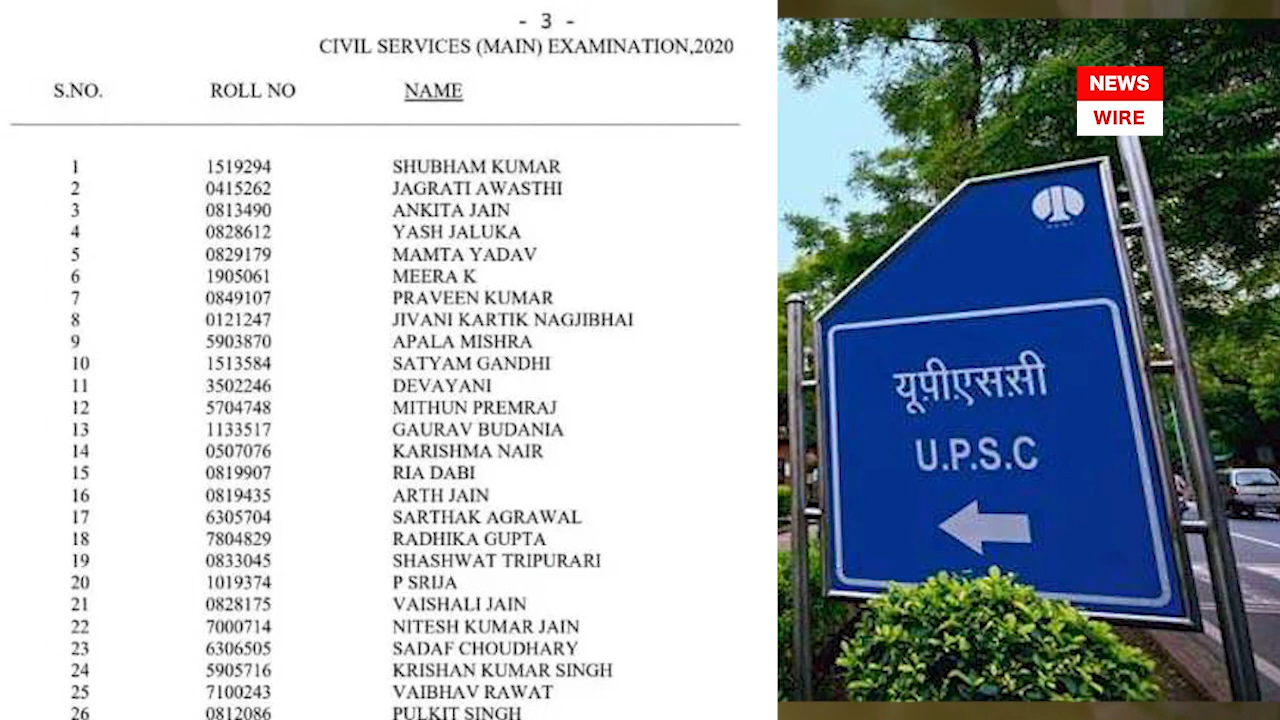 - 3 -
CIVIL SERVICES (MAIN) EXAMINATION,2020
S.NO. ROLL NO NAME
1 1519294 SHUBHAM KUMAR
2 0415262 JAGRATI AWASTHI
3 0813490 ANKITA JAIN
4 0828612 YASH JALUKA
5 0829179 MAMTA YADAV
6 1905061 MEERA K
7 0849107 PRAVEEN KUMAR
8 0121247 JIVANI KARTIK NAGJIBHAI
9 5903870 APALA MISHRA
10 1513584 SATYAM GANDHI
11 3502246 DEVAYANI
12 5704748 MITHUN PREMRAJ
13 1133517 GAURAV BUDANIA
14 0507076 KARISHMA NAIR
15 0819907 RIA DABI
16 0819435 ARTH JAIN
17 6305704 SARTHAK AGRAWAL
18 7804829 RADHIKA GUPTA
19 0833045 SHASHWAT TRIPURARI
20 1019374 P SRIJA
21 0828175 VAISHALI JAIN
22 7000714 NITESH KUMAR JAIN
23 6306505 SADAF CHOUDHARY
24 5905716 KRISHAN KUMAR SINGH
25 7100243 VAIBHAV RAWAT
26 0812086 PULKIT SINGH
NEWS
WIRE
यूपीएससी
U.P.S.C